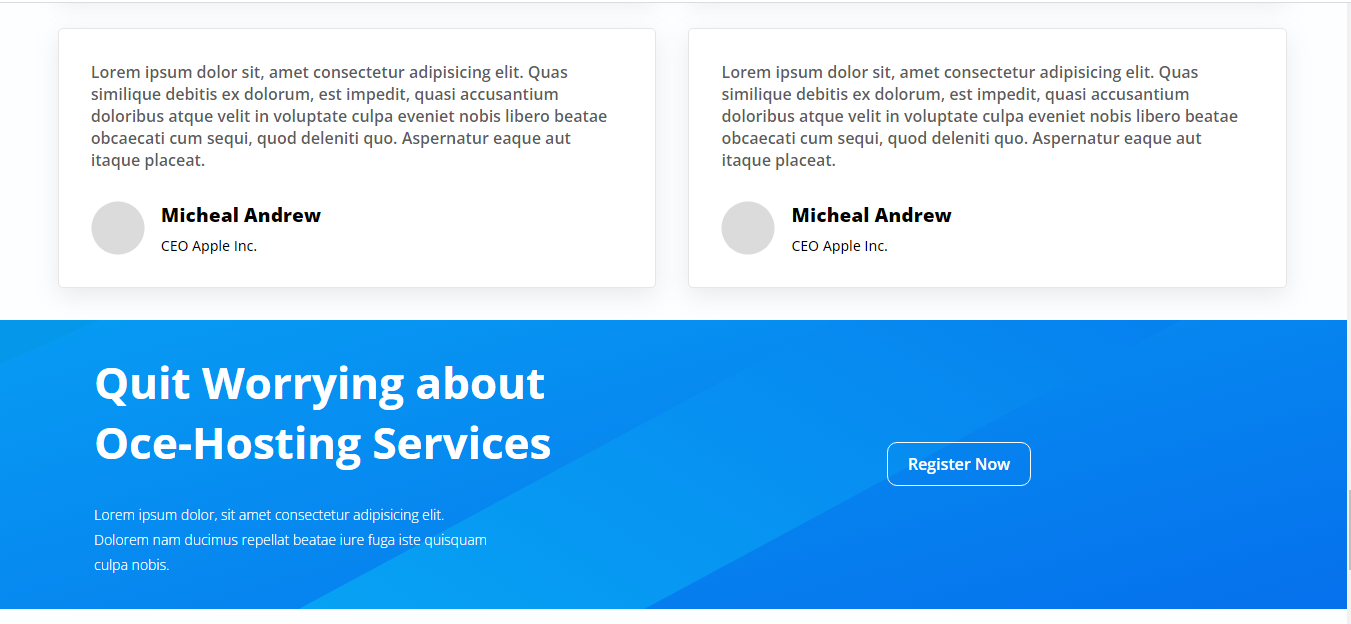 Lorem ipsum dolor sit, amet consectetur adipisicing elit. Quas
similique debitis ex dolorum, est impedit, quasi accusantium
doloribus atque velit in voluptate culpa eveniet nobis libero beatae
obcaecati cum sequi, quod deleniti quo. Aspernatur eaque aut
itaque placeat.
Micheal Andrew
CEO Apple Inc.
Lorem ipsum dolor sit, amet consectetur adipisicing elit. Quas
similique debitis ex dolorum, est impedit, quasi accusantium
doloribus atque velit in voluptate culpa eveniet nobis libero beatae
obcaecati cum sequi, quod deleniti quo. Aspernatur eaque aut
itaque placeat.
Micheal Andrew
CEO Apple Inc.
Quit Worrying about
Oce-Hosting Services
Lorem ipsum dolor, sit amet consectetur adipisicing elit.
Dolorem nam ducimus repellat beatae iure fuga iste quisquam
culpa nobis.
Register Now